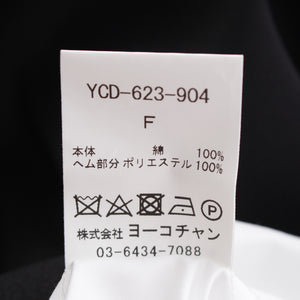 YCD-623-904
F
本体 綿 100%
ヘム部分 ポリエステル 100%
P
株式会社 ヨーコチャン
03-6434-7088